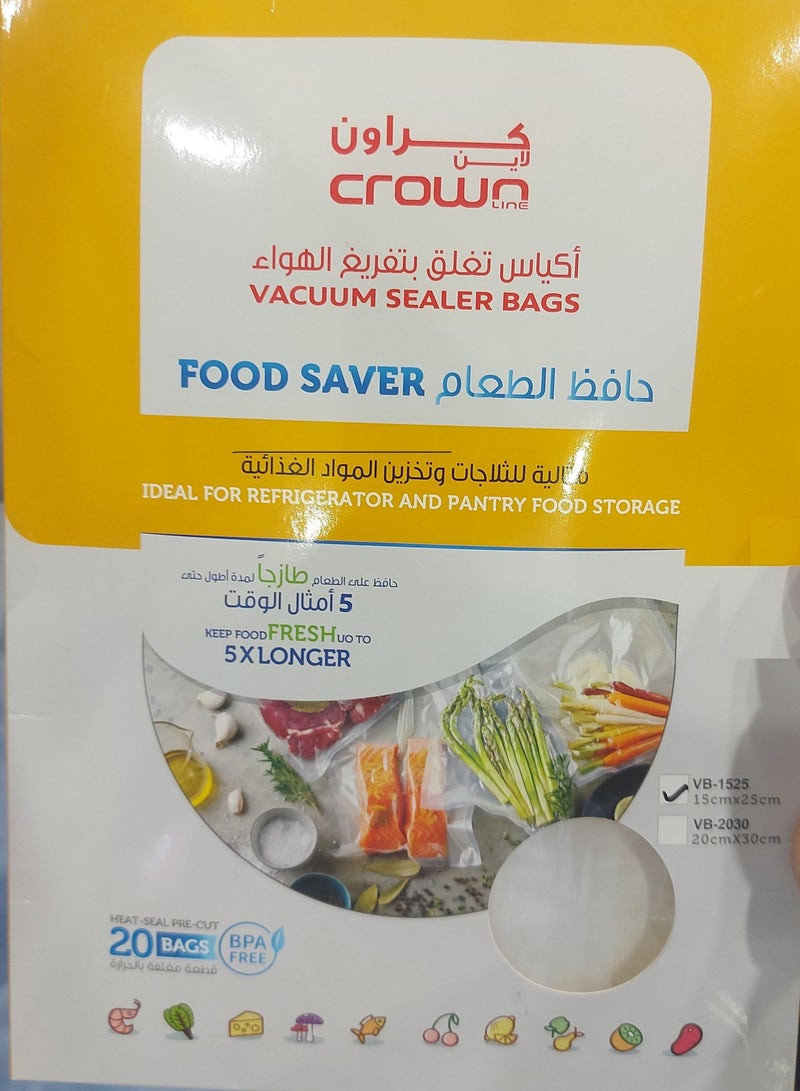 كراون
لاين
crown
LINE
أكياس تغلق بتفريغ الهواء
VACUUM SEALER BAGS
FOOD SAVER حافظ الطعام
مثالية للثلاجات وتخزين المواد الغذائية
IDEAL FOR REFRIGERATOR AND PANTRY FOOD STORAGE
حافظ على الطعام طازجاً لمدة أطول حتى
5 أمثال الوقت
KEEP FOOD FRESH UO TO
5X LONGER
VB-1525
15cmx25cm
VB-2030
20cmX30cm
HEAT-SEAL PRE-CUT
20 BAGS
قطعة مغلقة بالحرارة
BPA
FREE